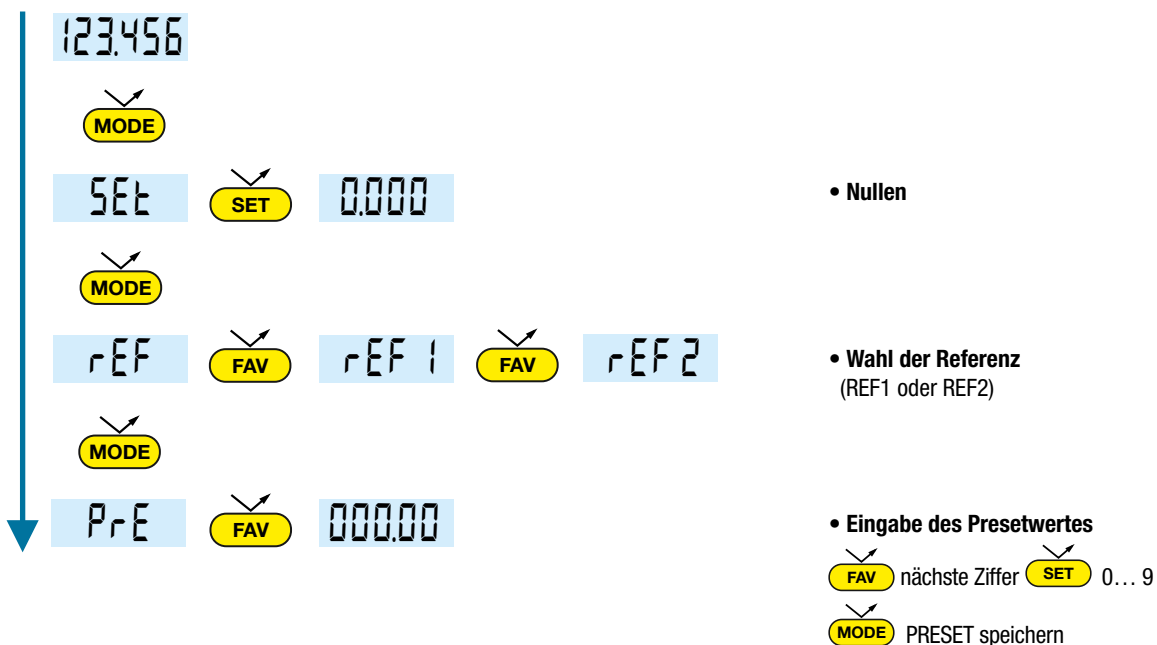 123.456
MODE
SEt SET 0.000 • Nullen
MODE
rEF FAV rEF 1 FAV rEF 2 • Wahl der Referenz
(REF1 oder REF2)
MODE
PrE FAV 000.00 • Eingabe des Presetwertes
FAV nächste Ziffer SET 0… 9
MODE PRESET speichern